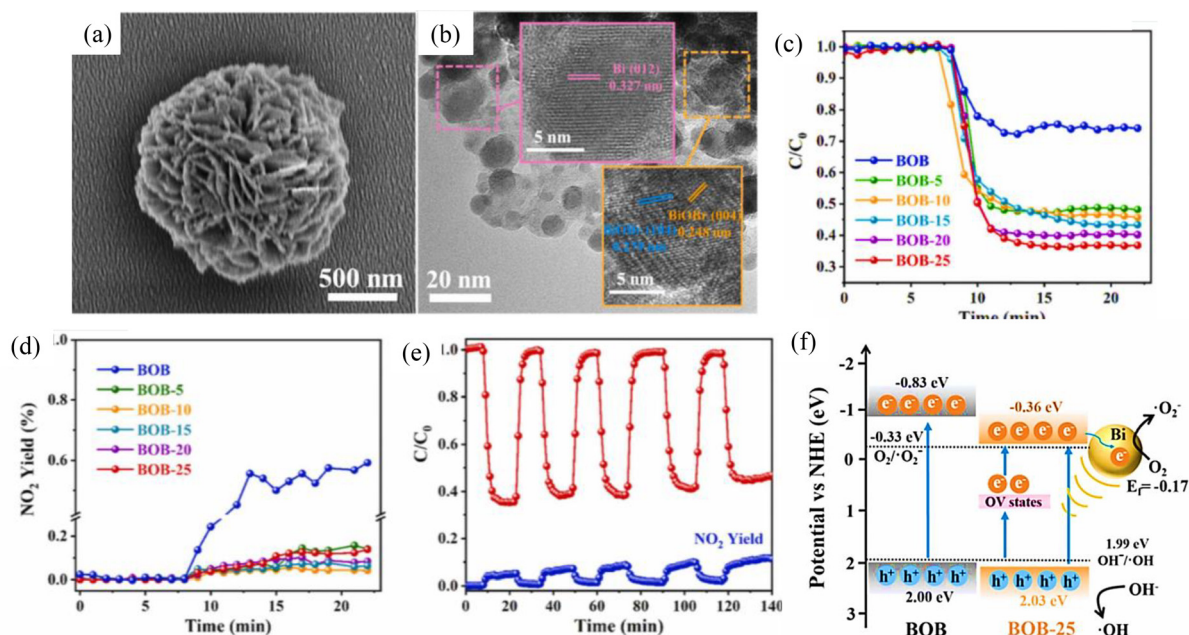 (a)
500 nm
(b)
Bi (012)
0.327 nm
5 nm
BiOBr (004)
0.248 nm
5 nm
20 nm
(c)
C/C0
1.0
0.9
0.8
0.7
0.6
0.5
0.4
0.3
BOB
BOB-5
BOB-10
BOB-15
BOB-20
BOB-25
0
5
10
15
20
Time (min)
(d)
NO2 Yield (%)
1.0
0.8
0.6
0.2
0.0
BOB
BOB-5
BOB-10
BOB-15
BOB-20
BOB-25
0
5
10
15
20
Time (min)
(e)
C/C0
1.0
0.8
0.6
0.4
0.2
0.0
NO2 Yield
0
20
40
60
80
100
120
140
Time (min)
(f)
Potential vs NHE (eV)
-2
-1
0
1
2
3
-0.83 eV
e- e- e- e-
-0.33 eV
O2/·O2-
-0.36 eV
e- e- e- e-
Bi
e-
·O2-
O2
Ef=-0.17
e- e-
OV states
1.99 eV
OH-/·OH
h+ h+ h+ h+
2.00 eV
h+ h+ h+ h+
2.03 eV
OH-
·OH
BOB
BOB-25